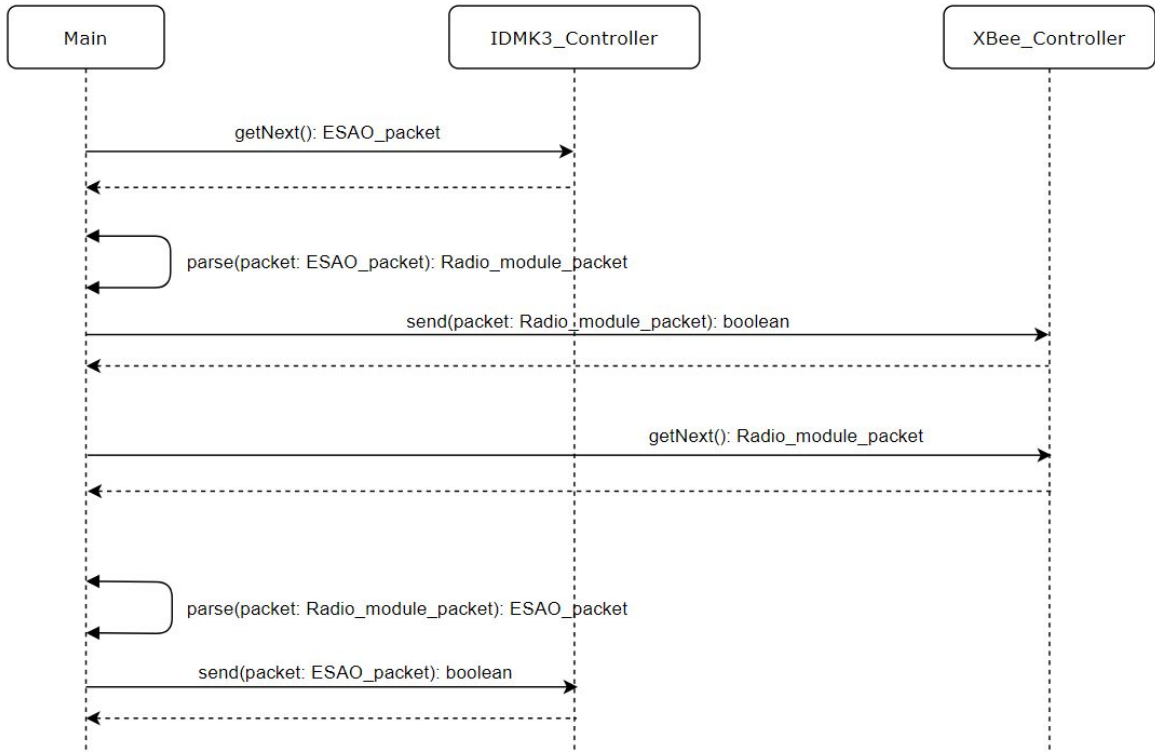 Main
IDMK3_Controller
XBee_Controller
getNext(): ESAO_packet
parse(packet: ESAO_packet): Radio_module_packet
send(packet: Radio_module_packet): boolean
getNext(): Radio_module_packet
parse(packet: Radio_module_packet): ESAO_packet
send(packet: ESAO_packet): boolean